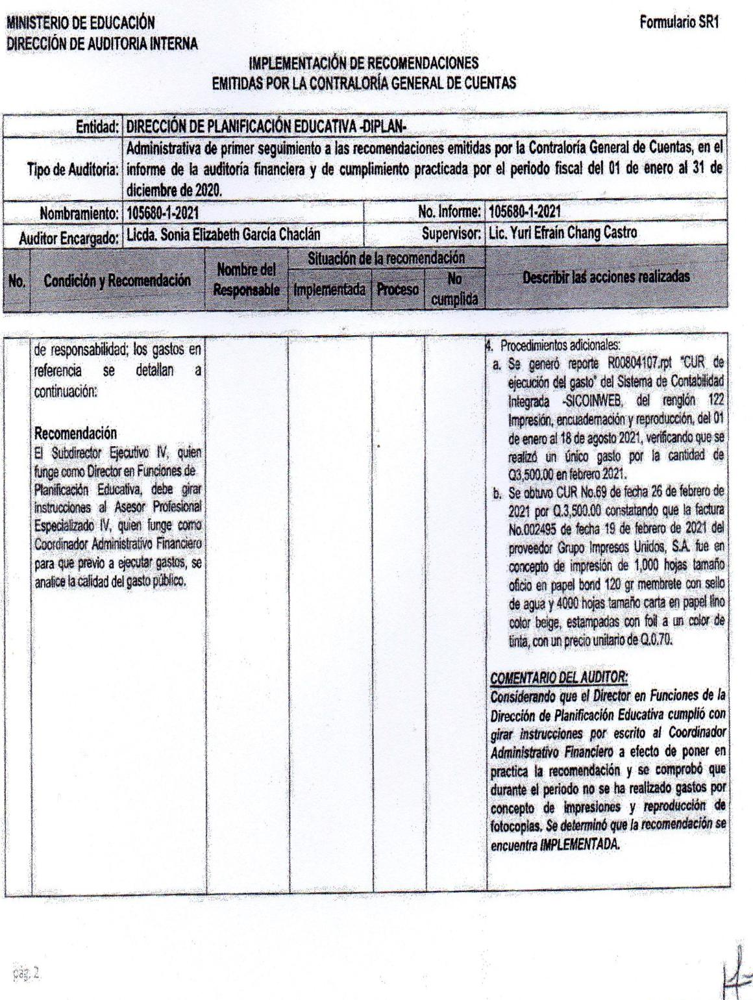 MINISTERIO DE EDUCACIÓN
DIRECCIÓN DE AUDITORIA INTERNA
Formulario SR1
IMPLEMENTACIÓN DE RECOMENDACIONES
EMITIDAS POR LA CONTRALORÍA GENERAL DE CUENTAS
Entidad: DIRECCIÓN DE PLANIFICACIÓN EDUCATIVA -DIPLAN-
Tipo de Auditoria: Administrativa de primer seguimiento a las recomendaciones emitidas por la Contraloría General de Cuentas, en el
informe de la auditoría financiera y de cumplimiento practicada por el periodo fiscal del 01 de enero al 31 de
diciembre de 2020.
Nombramiento: 105680-1-2021 No. Informe: 105680-1-2021
Auditor Encargado: Licda. Sonia Elizabeth García Chaclán Supervisor: Lic. Yuri Efraín Chang Castro
No. Condición y Recomendación
Nombre del
Responsable
Situación de la recomendación
Implementada Proceso
No
cumplida
Describir las acciones realizadas
de responsabilidad; los gastos en
referencia se detallan a
continuación:
Recomendación
El Subdirector Ejecutivo IV, quien
funge como Director en Funciones de
Planificación Educativa, debe girar
instrucciones al Asesor Profesional
Especializado IV, quien funge como
Coordinador Administrativo Financiero
para que previo a ejecutar gastos, se
analice la calidad del gasto público.
4. Procedimientos adicionales:
a. Se generó reporte R00804107.rpt "CUR de
ejecución del gasto" del Sistema de Contabilidad
Integrada -SICOINWEB, del renglón 122
Impresión, encuadernación y reproducción, del 01
de enero al 18 de agosto 2021, verificando que se
realizó un único gasto por la cantidad de
Q3,500.00 en febrero 2021.
b. Se obtuvo CUR No.69 de fecha 26 de febrero de
2021 por Q.3,500.00 constatando que la factura
No.002495 de fecha 19 de febrero de 2021 del
proveedor Grupo Impresos Unidos, S.A. fue en
concepto de impresión de 1,000 hojas tamaño
oficio en papel bond 120 gr membrete con sello
de agua y 4000 hojas tamaño carta en papel lino
color beige, estampadas con foil a un color de
tinta, con un precio unitario de Q.0.70.
COMENTARIO DEL AUDITOR:
Considerando que el Director en Funciones de la
Dirección de Planificación Educativa cumplió con
girar instrucciones por escrito al Coordinador
Administrativo Financiero a efecto de poner en
practica la recomendación y se comprobó que
durante el periodo no se ha realizado gastos por
concepto de impresiones y reproducción de
fotocopias. Se determinó que la recomendación se
encuentra IMPLEMENTADA.
pág. 2